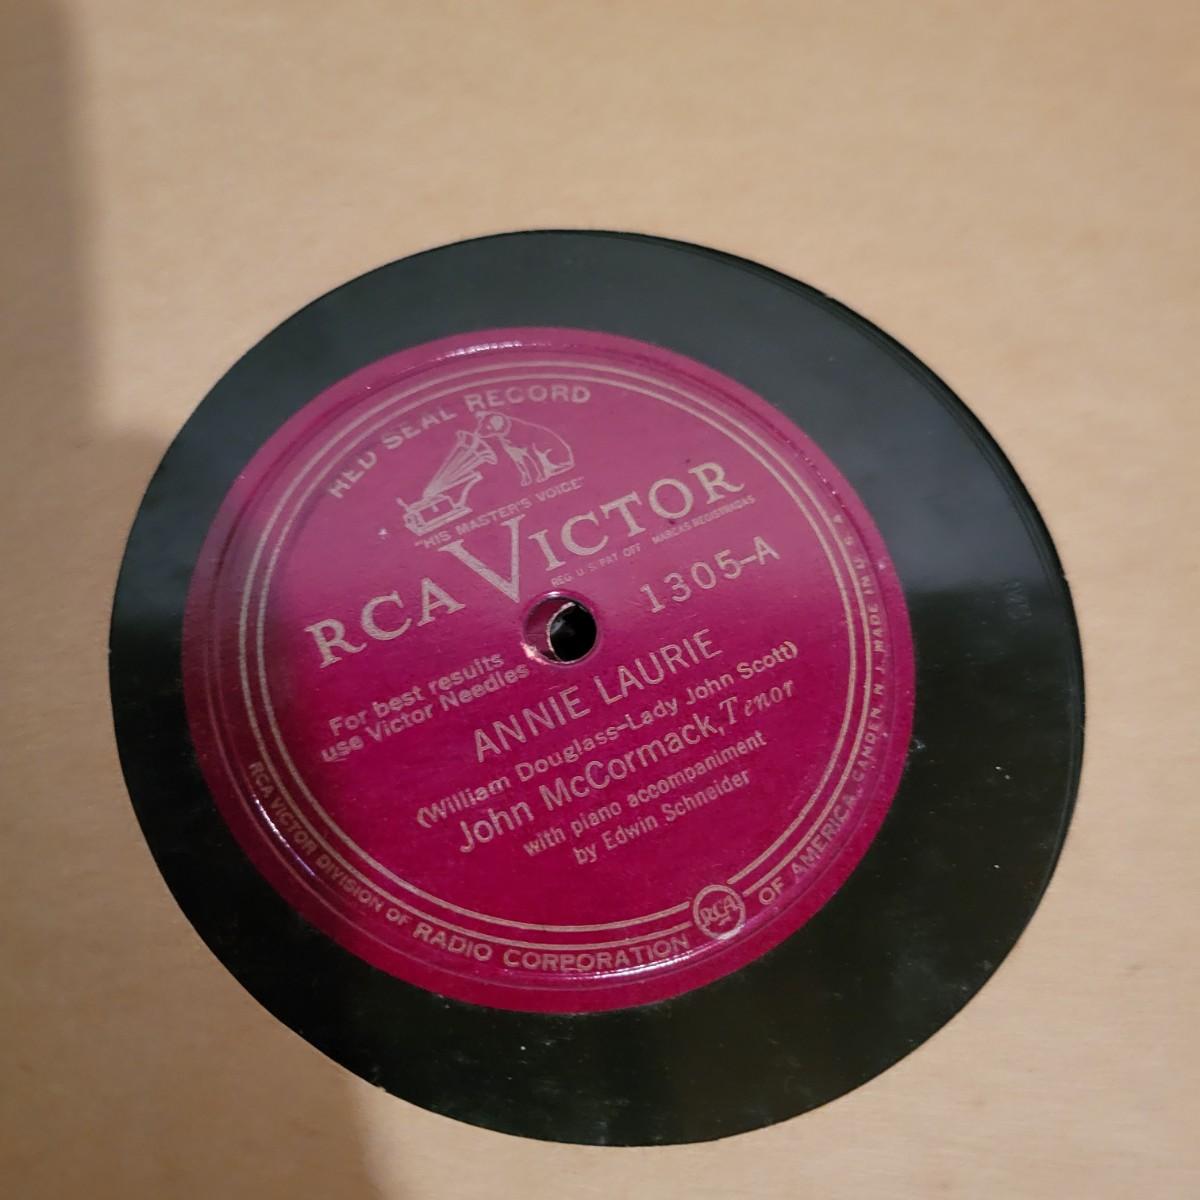 RED SEAL RECORD
"HIS MASTER'S VOICE"
RCA VICTOR
REG. U.S. PAT. OFF. MARCAS REGISTRADAS
1305-A
For best results
use Victor Needles
ANNIE LAURIE
(William Douglass-Lady John Scott)
John McCormack, Tenor
with piano accompaniment
by Edwin Schneider
RCA VICTOR DIVISION OF RADIO CORPORATION RCA OF AMERICA, CAMDEN, N.J. MADE IN U.S.A.